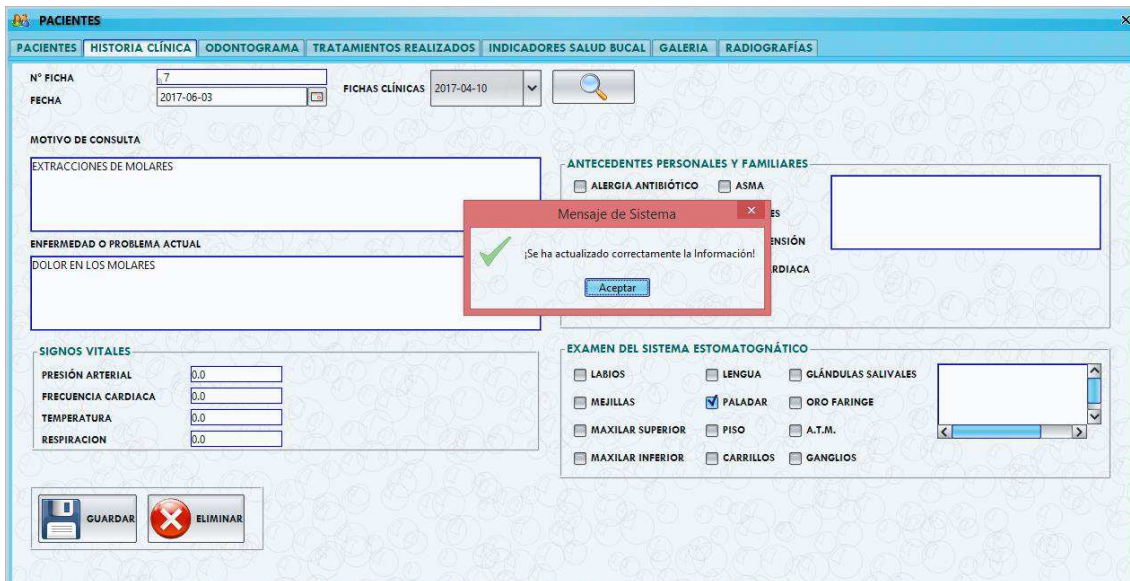 PACIENTES
PACIENTES HISTORIA CLÍNICA ODONTOGRAMA TRATAMIENTOS REALIZADOS INDICADORES SALUD BUCAL GALERIA RADIOGRAFÍAS
Nº FICHA 7
FECHA 2017-06-03
FICHAS CLÍNICAS 2017-04-10
MOTIVO DE CONSULTA
EXTRACCIONES DE MOLARES
ENFERMEDAD O PROBLEMA ACTUAL
DOLOR EN LOS MOLARES
ANTECEDENTES PERSONALES Y FAMILIARES
ALERGIA ANTIBIÓTICO ASMA
ES
ENSIÓN
RDIACA
Mensaje de Sistema
¡Se ha actualizado correctamente la Información!
Aceptar
SIGNOS VITALES
PRESIÓN ARTERIAL 0.0
FRECUENCIA CARDIACA 0.0
TEMPERATURA 0.0
RESPIRACION 0.0
EXAMEN DEL SISTEMA ESTOMATOGNÁTICO
LABIOS LENGUA GLÁNDULAS SALIVALES
MEJILLAS PALADAR ORO FARINGE
MAXILAR SUPERIOR PISO A.T.M.
MAXILAR INFERIOR CARRILLOS GANGLIOS
GUARDAR ELIMINAR